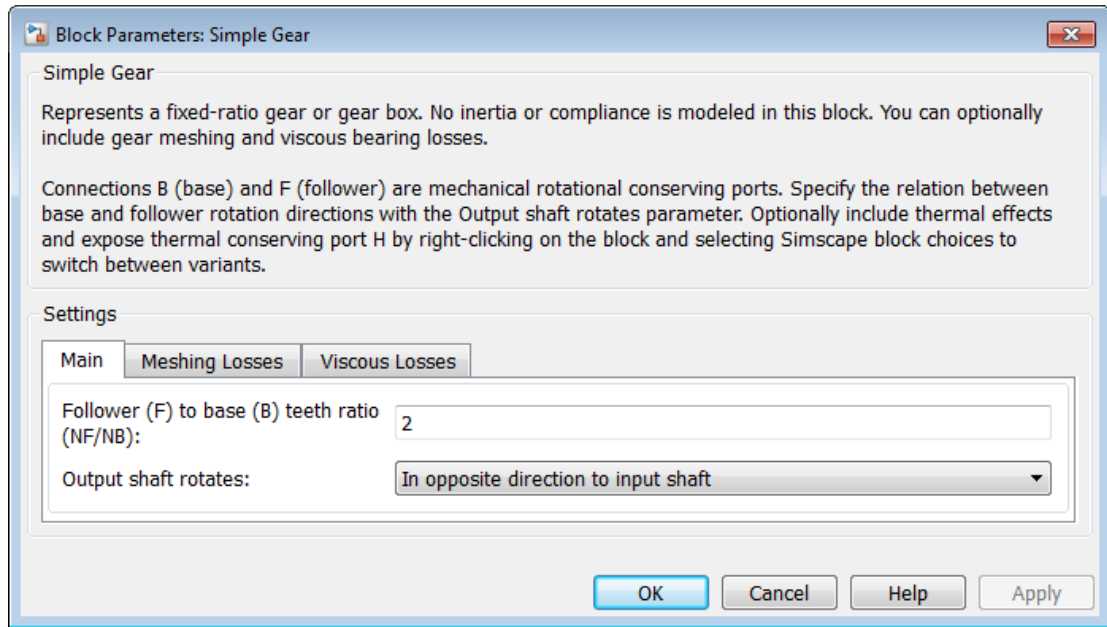 Block Parameters: Simple Gear
Simple Gear
Represents a fixed-ratio gear or gear box. No inertia or compliance is modeled in this block. You can optionally
include gear meshing and viscous bearing losses.
Connections B (base) and F (follower) are mechanical rotational conserving ports. Specify the relation between
base and follower rotation directions with the Output shaft rotates parameter. Optionally include thermal effects
and expose thermal conserving port H by right-clicking on the block and selecting Simscape block choices to
switch between variants.
Settings
Main Meshing Losses Viscous Losses
Follower (F) to base (B) teeth ratio
(NF/NB):
2
Output shaft rotates: In opposite direction to input shaft
OK Cancel Help Apply